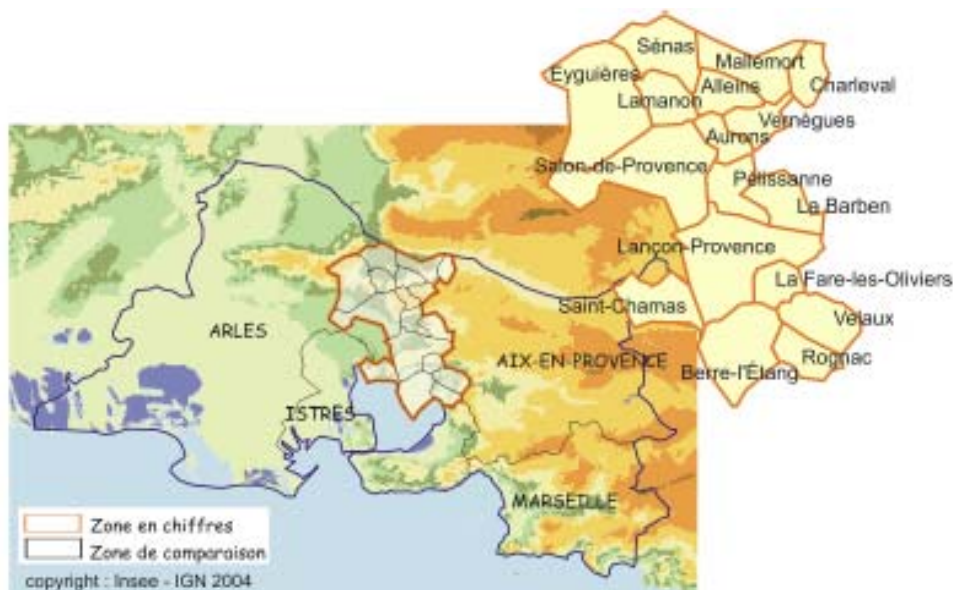 Sénas
Mallemort
Eyguières
Alleins
Charleval
Lamanon
Vernègues
Aurons
Salon-de-Provence
Pélissanne
La Barben
Lançon-Provence
La Fare-les-Oliviers
Saint-Chamas
Velaux
ARLES
AIX-EN-PROVENCE
Rognac
Berre-l'Élang
ISTRES
MARSEILLE
Zone en chiffres
Zone de comparaison
copyright : Insee - IGN 2004